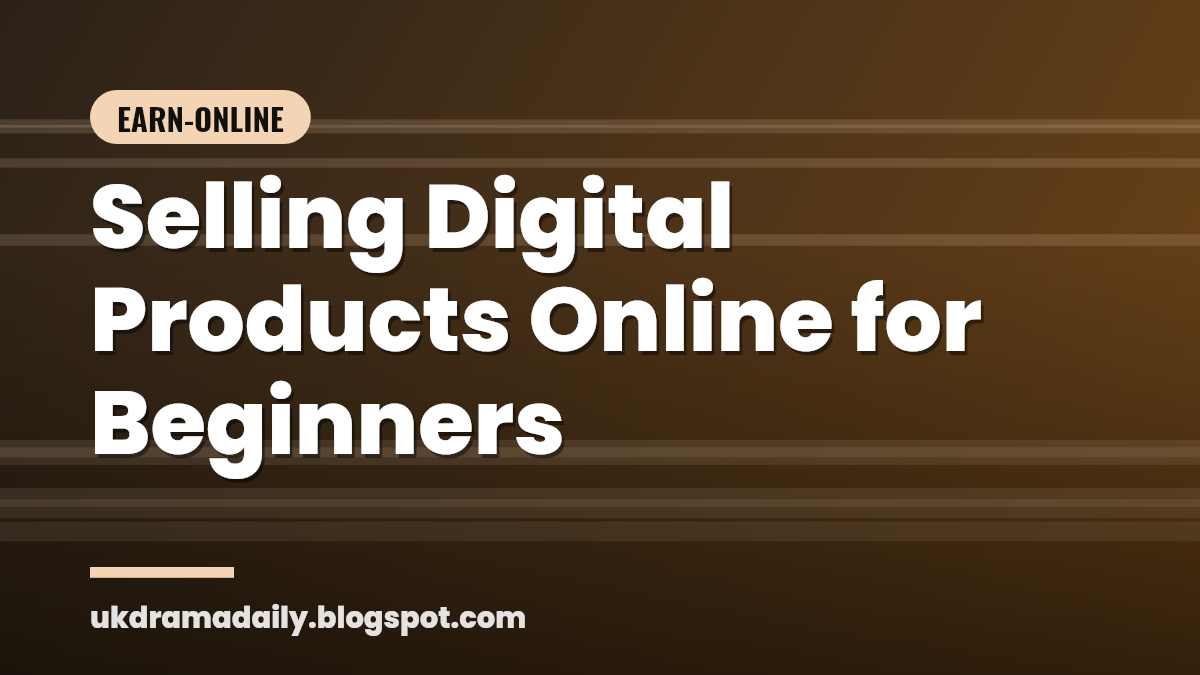 EARN-ONLINE
Selling Digital
Products Online for
Beginners
ukdramadaily.blogspot.com